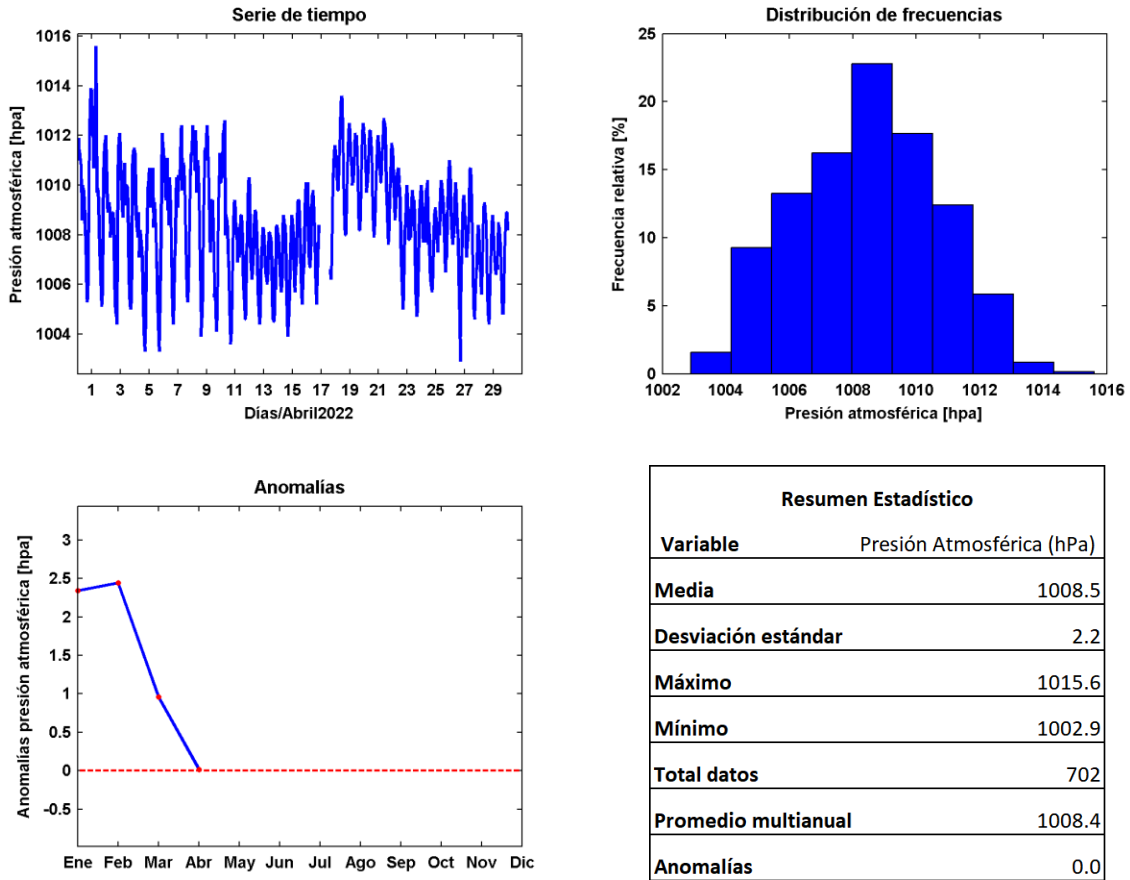 Serie de tiempo
Presión atmosférica [hpa]
1016
1014
1012
1010
1008
1006
1004
1 3 5 7 9 11 13 15 17 19 21 23 25 27 29
Días/Abril2022
Distribución de frecuencias
Frecuencia relativa [%]
25
20
15
10
5
0
1002 1004 1006 1008 1010 1012 1014 1016
Presión atmosférica [hpa]
Anomalías
Anomalías presión atmosférica [hpa]
3
2.5
2
1.5
1
0.5
0
-0.5
Ene Feb Mar Abr May Jun Jul Ago Sep Oct Nov Dic
Resumen Estadístico
Variable Presión Atmosférica (hPa)
Media 1008.5
Desviación estándar 2.2
Máximo 1015.6
Mínimo 1002.9
Total datos 702
Promedio multianual 1008.4
Anomalías 0.0